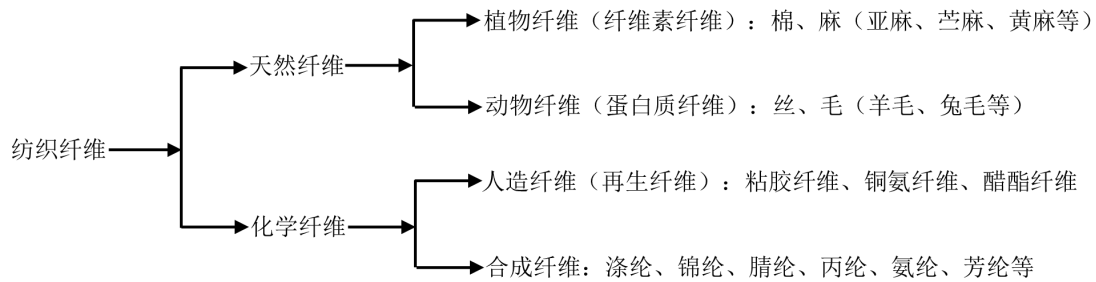 植物纤维（纤维素纤维）：棉、麻（亚麻、苎麻、黄麻等）
天然纤维
动物纤维（蛋白质纤维）：丝、毛（羊毛、兔毛等）
纺织纤维
人造纤维（再生纤维）：粘胶纤维、铜氨纤维、醋酯纤维
化学纤维
合成纤维：涤纶、锦纶、腈纶、丙纶、氨纶、芳纶等